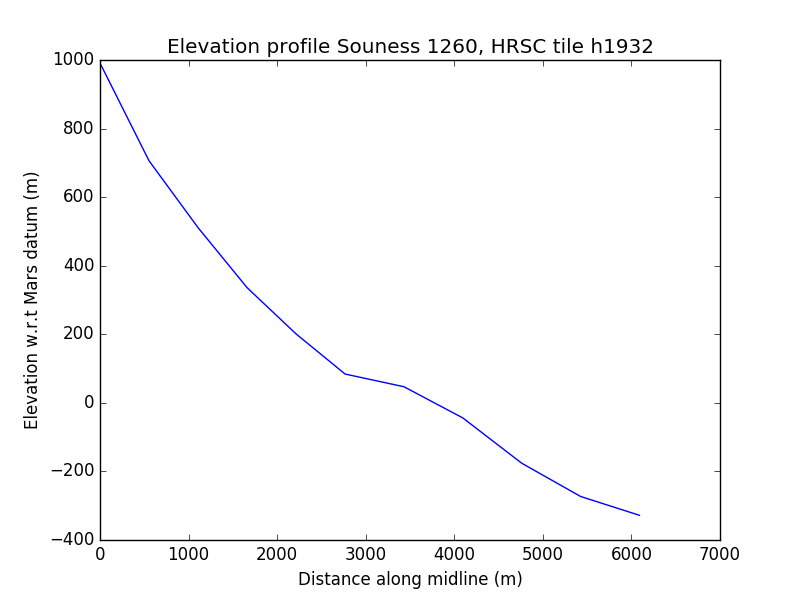 Elevation profile Souness 1260, HRSC tile h1932
1000
800
600
400
200
0
−200
−400
Elevation w.r.t Mars datum (m)
0 1000 2000 3000 4000 5000 6000 7000
Distance along midline (m)